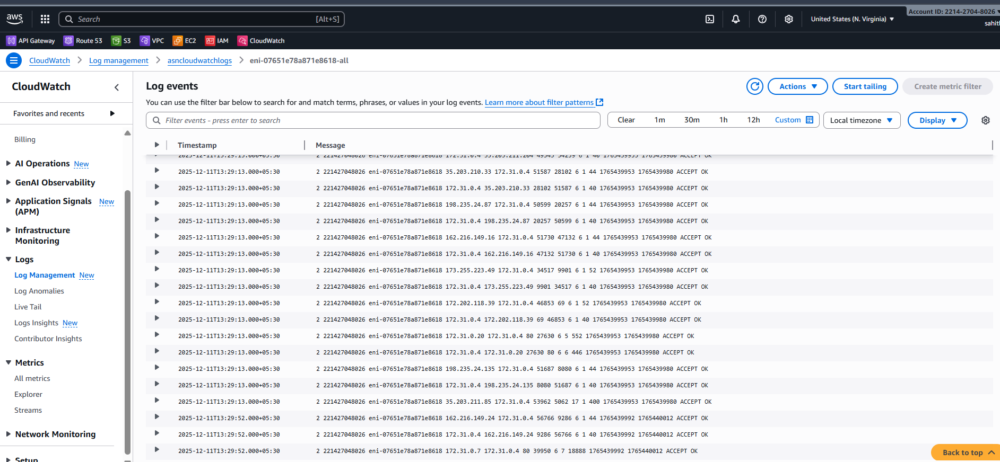 aws
Search
[Alt+S]
United States (N. Virginia)
Account ID: 2214-2704-8026
API Gateway
Route 53
S3
VPC
EC2
IAM
CloudWatch
CloudWatch
Log management
asncloudwatchlogs
eni-07651e78a871e8618-all
CloudWatch
Favorites and recents
Billing
AI Operations New
GenAI Observability
Application Signals New
(APM)
Infrastructure
Monitoring
Logs
Log Management New
Log Anomalies
Live Tail
Logs Insights New
Contributor Insights
Metrics
All metrics
Explorer
Streams
Network Monitoring
Setup
Log events
Actions
Start tailing
Create metric filter
You can use the filter bar below to search for and match terms, phrases, or values in your log events. Learn more about filter patterns
Filter events - press enter to search
Clear
1m
30m
1h
12h
Custom
Local timezone
Display
Timestamp
Message
2025-12-11T13:29:13.000+05:30 2 221427048026 eni-07651e78a871e8618 172.31.0.4 35.203.211.204 49345 54259 6 1 40 1765439953 1765439980 ACCEPT OK
2025-12-11T13:29:13.000+05:30 2 221427048026 eni-07651e78a871e8618 35.203.210.33 172.31.0.4 51587 28102 6 1 44 1765439953 1765439980 ACCEPT OK
2025-12-11T13:29:13.000+05:30 2 221427048026 eni-07651e78a871e8618 172.31.0.4 35.203.210.33 28102 51587 6 1 40 1765439953 1765439980 ACCEPT OK
2025-12-11T13:29:13.000+05:30 2 221427048026 eni-07651e78a871e8618 198.235.24.87 172.31.0.4 50599 20257 6 1 44 1765439953 1765439980 ACCEPT OK
2025-12-11T13:29:13.000+05:30 2 221427048026 eni-07651e78a871e8618 172.31.0.4 198.235.24.87 20257 50599 6 1 40 1765439953 1765439980 ACCEPT OK
2025-12-11T13:29:13.000+05:30 2 221427048026 eni-07651e78a871e8618 162.216.149.16 172.31.0.4 51730 47132 6 1 44 1765439953 1765439980 ACCEPT OK
2025-12-11T13:29:13.000+05:30 2 221427048026 eni-07651e78a871e8618 172.31.0.4 162.216.149.16 47132 51730 6 1 40 1765439953 1765439980 ACCEPT OK
2025-12-11T13:29:13.000+05:30 2 221427048026 eni-07651e78a871e8618 173.255.223.49 172.31.0.4 34517 9901 6 1 52 1765439953 1765439980 ACCEPT OK
2025-12-11T13:29:13.000+05:30 2 221427048026 eni-07651e78a871e8618 172.31.0.4 173.255.223.49 9901 34517 6 1 40 1765439953 1765439980 ACCEPT OK
2025-12-11T13:29:13.000+05:30 2 221427048026 eni-07651e78a871e8618 172.202.118.39 172.31.0.4 46853 69 6 1 52 1765439953 1765439980 ACCEPT OK
2025-12-11T13:29:13.000+05:30 2 221427048026 eni-07651e78a871e8618 172.31.0.4 172.202.118.39 69 46853 6 1 40 1765439953 1765439980 ACCEPT OK
2025-12-11T13:29:13.000+05:30 2 221427048026 eni-07651e78a871e8618 172.31.0.20 172.31.0.4 80 27630 6 5 552 1765439953 1765439980 ACCEPT OK
2025-12-11T13:29:13.000+05:30 2 221427048026 eni-07651e78a871e8618 172.31.0.4 172.31.0.20 27630 80 6 6 446 1765439953 1765439980 ACCEPT OK
2025-12-11T13:29:13.000+05:30 2 221427048026 eni-07651e78a871e8618 198.235.24.135 172.31.0.4 51687 8080 6 1 44 1765439953 1765439980 ACCEPT OK
2025-12-11T13:29:13.000+05:30 2 221427048026 eni-07651e78a871e8618 172.31.0.4 198.235.24.135 8080 51687 6 1 40 1765439953 1765439980 ACCEPT OK
2025-12-11T13:29:13.000+05:30 2 221427048026 eni-07651e78a871e8618 35.203.211.85 172.31.0.4 53962 5062 17 1 400 1765439953 1765439980 ACCEPT OK
2025-12-11T13:29:52.000+05:30 2 221427048026 eni-07651e78a871e8618 162.216.149.24 172.31.0.4 56766 9286 6 1 44 1765439992 1765440012 ACCEPT OK
2025-12-11T13:29:52.000+05:30 2 221427048026 eni-07651e78a871e8618 172.31.0.4 162.216.149.24 9286 56766 6 1 40 1765439992 1765440012 ACCEPT OK
2025-12-11T13:29:52.000+05:30 2 221427048026 eni-07651e78a871e8618 172.31.0.7 172.31.0.4 80 39950 6 7 18888 1765439992 1765440012 ACCEPT OK
Back to top